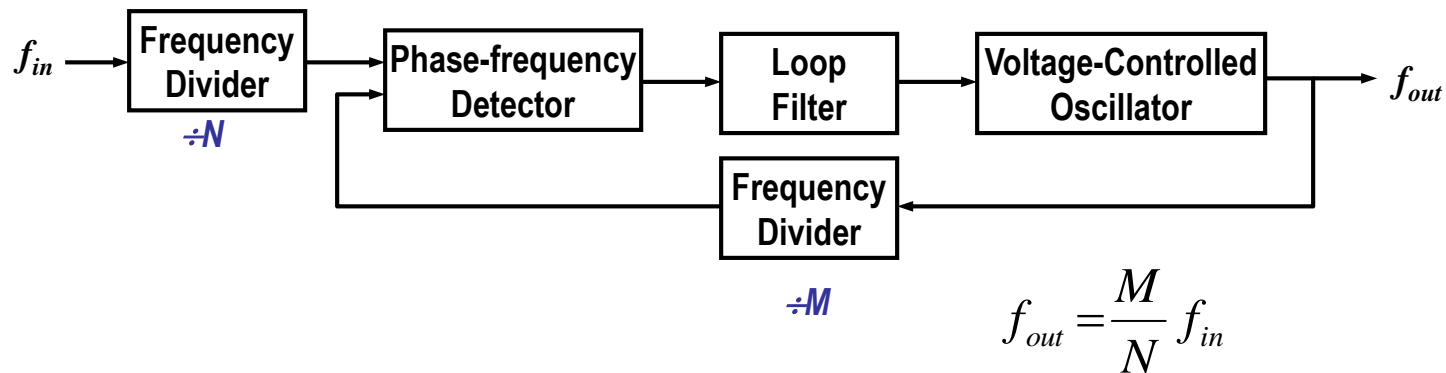 f_in
Frequency
Divider
÷N
Phase-frequency
Detector
Loop
Filter
Voltage-Controlled
Oscillator
f_out
Frequency
Divider
÷M
f_out = M/N f_in